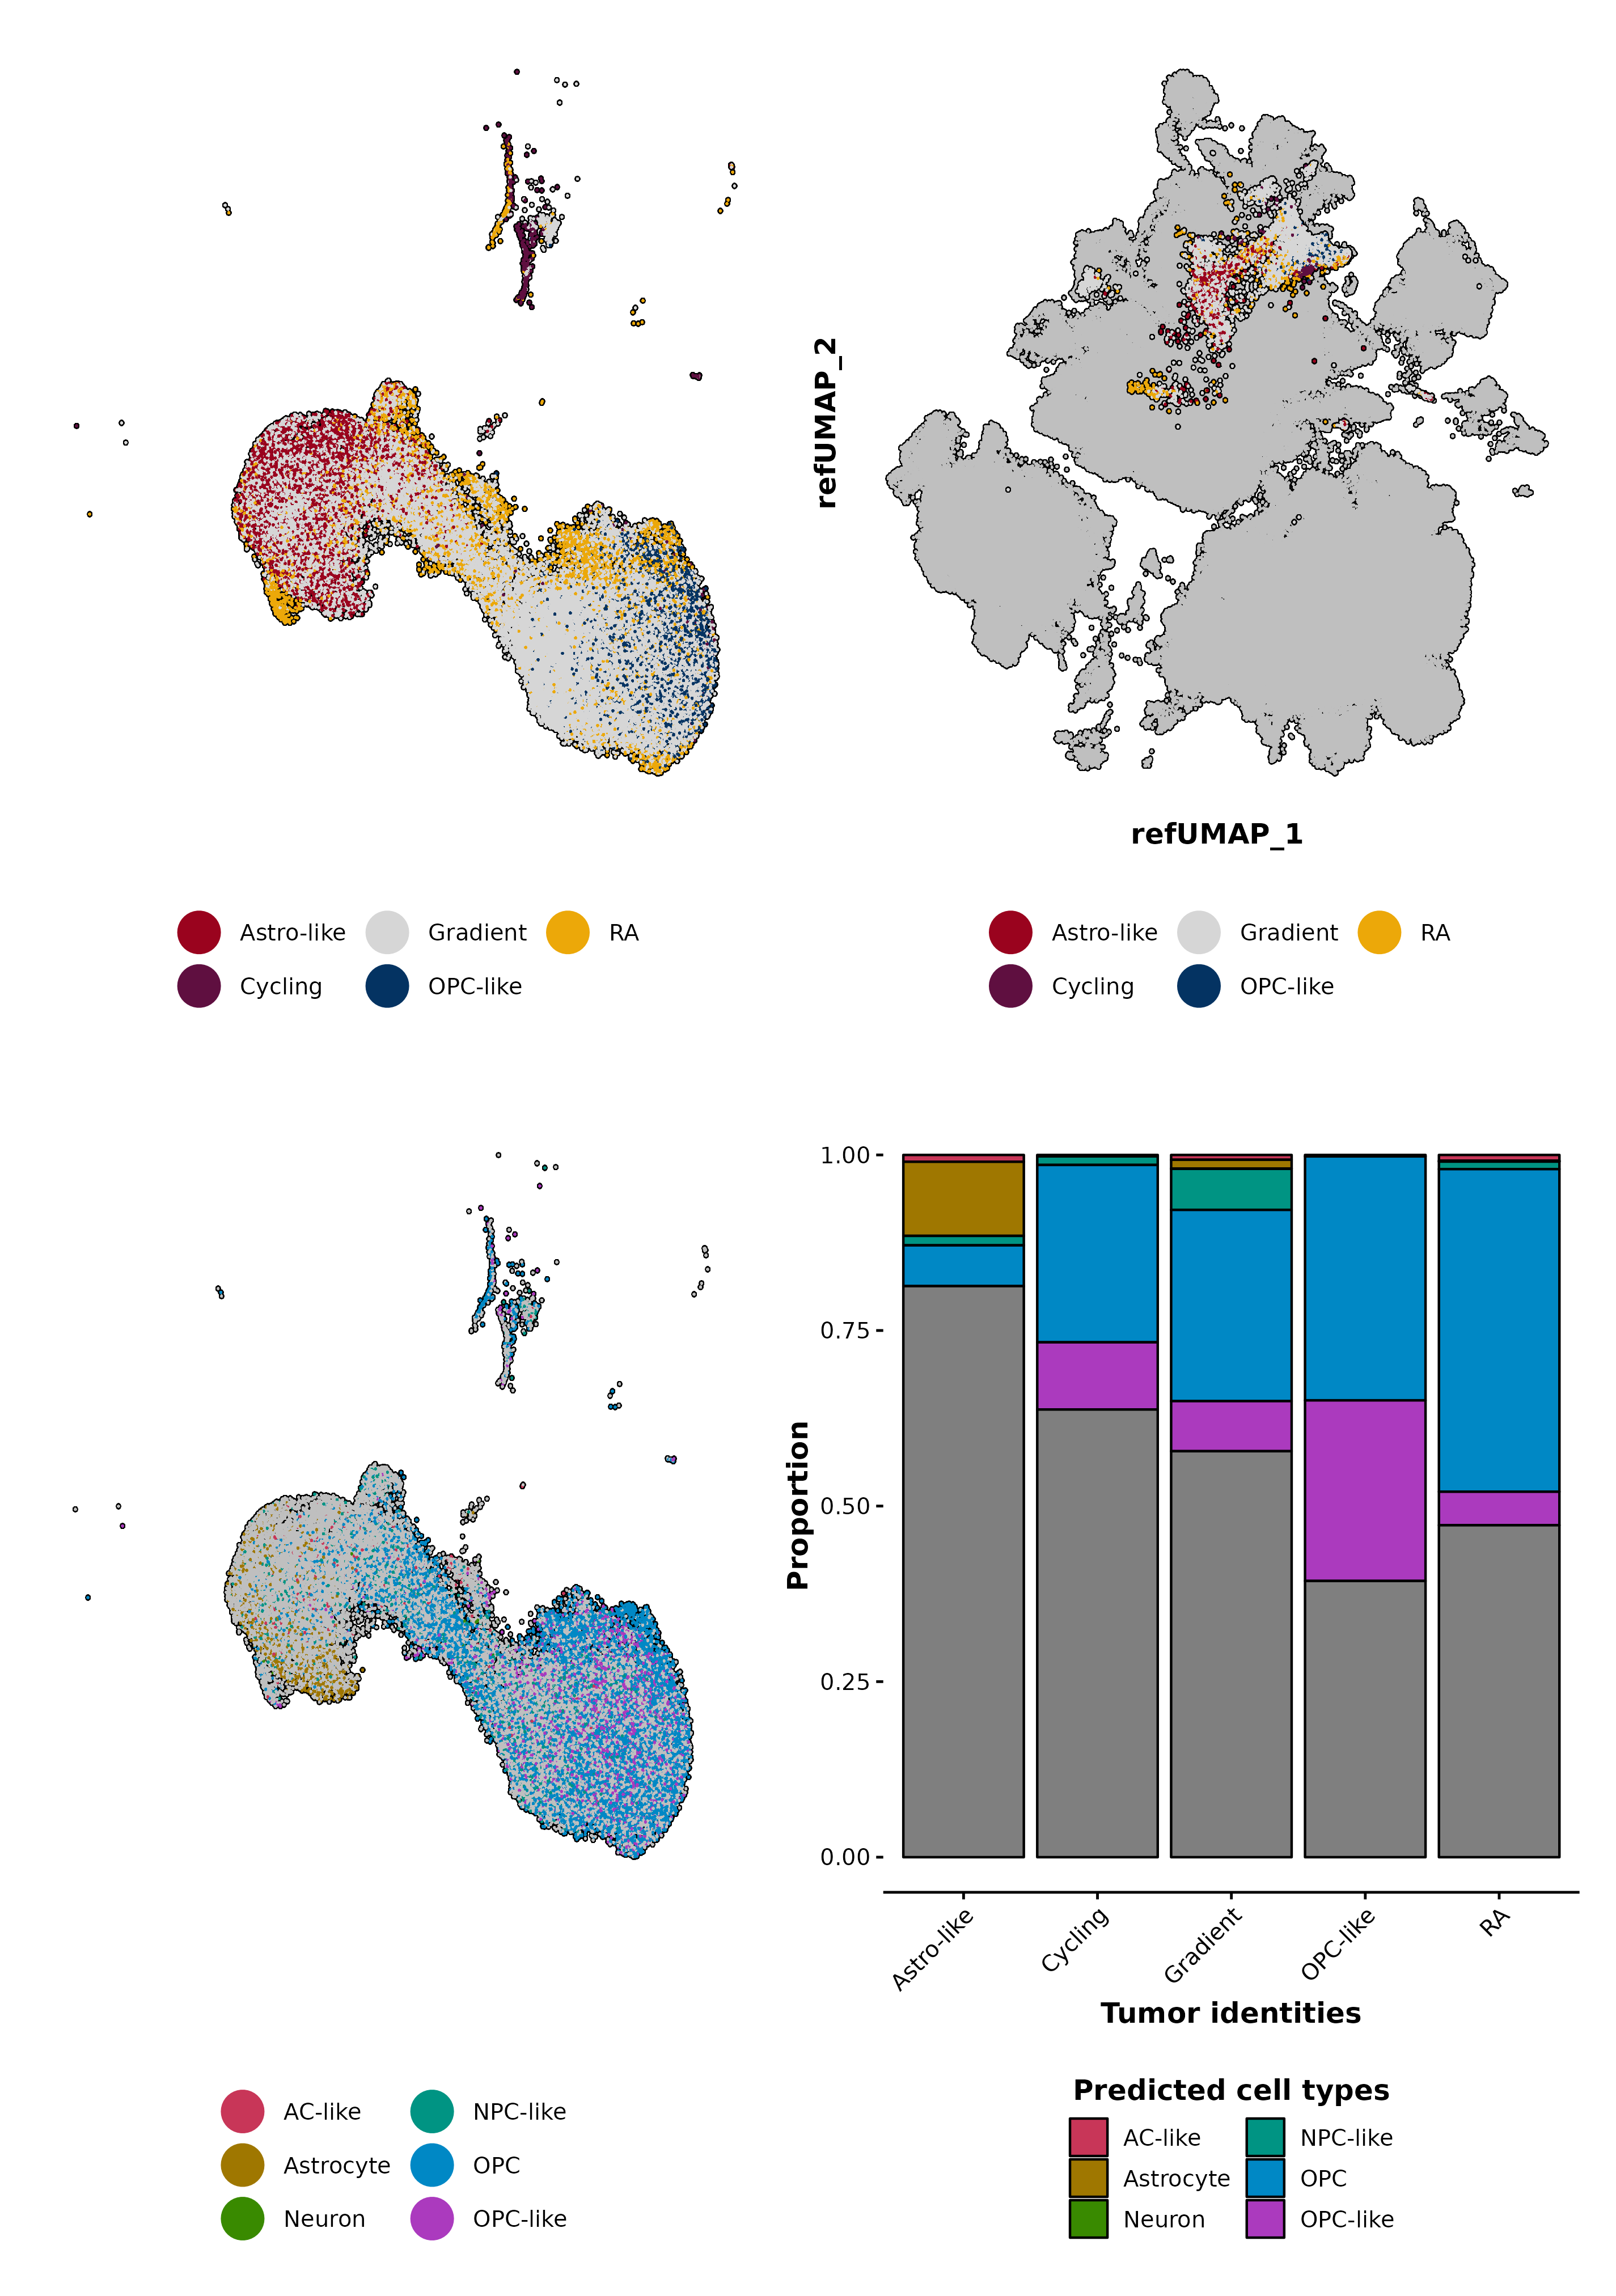 refUMAP_2
refUMAP_1
Astro-like Gradient RA
Cycling OPC-like
Astro-like Gradient RA
Cycling OPC-like
1.00
0.75
0.50
0.25
0.00
Proportion
Astro-like Cycling Gradient OPC-like RA
Tumor identities
AC-like NPC-like
Astrocyte OPC
Neuron OPC-like
Predicted cell types
AC-like NPC-like
Astrocyte OPC
Neuron OPC-like